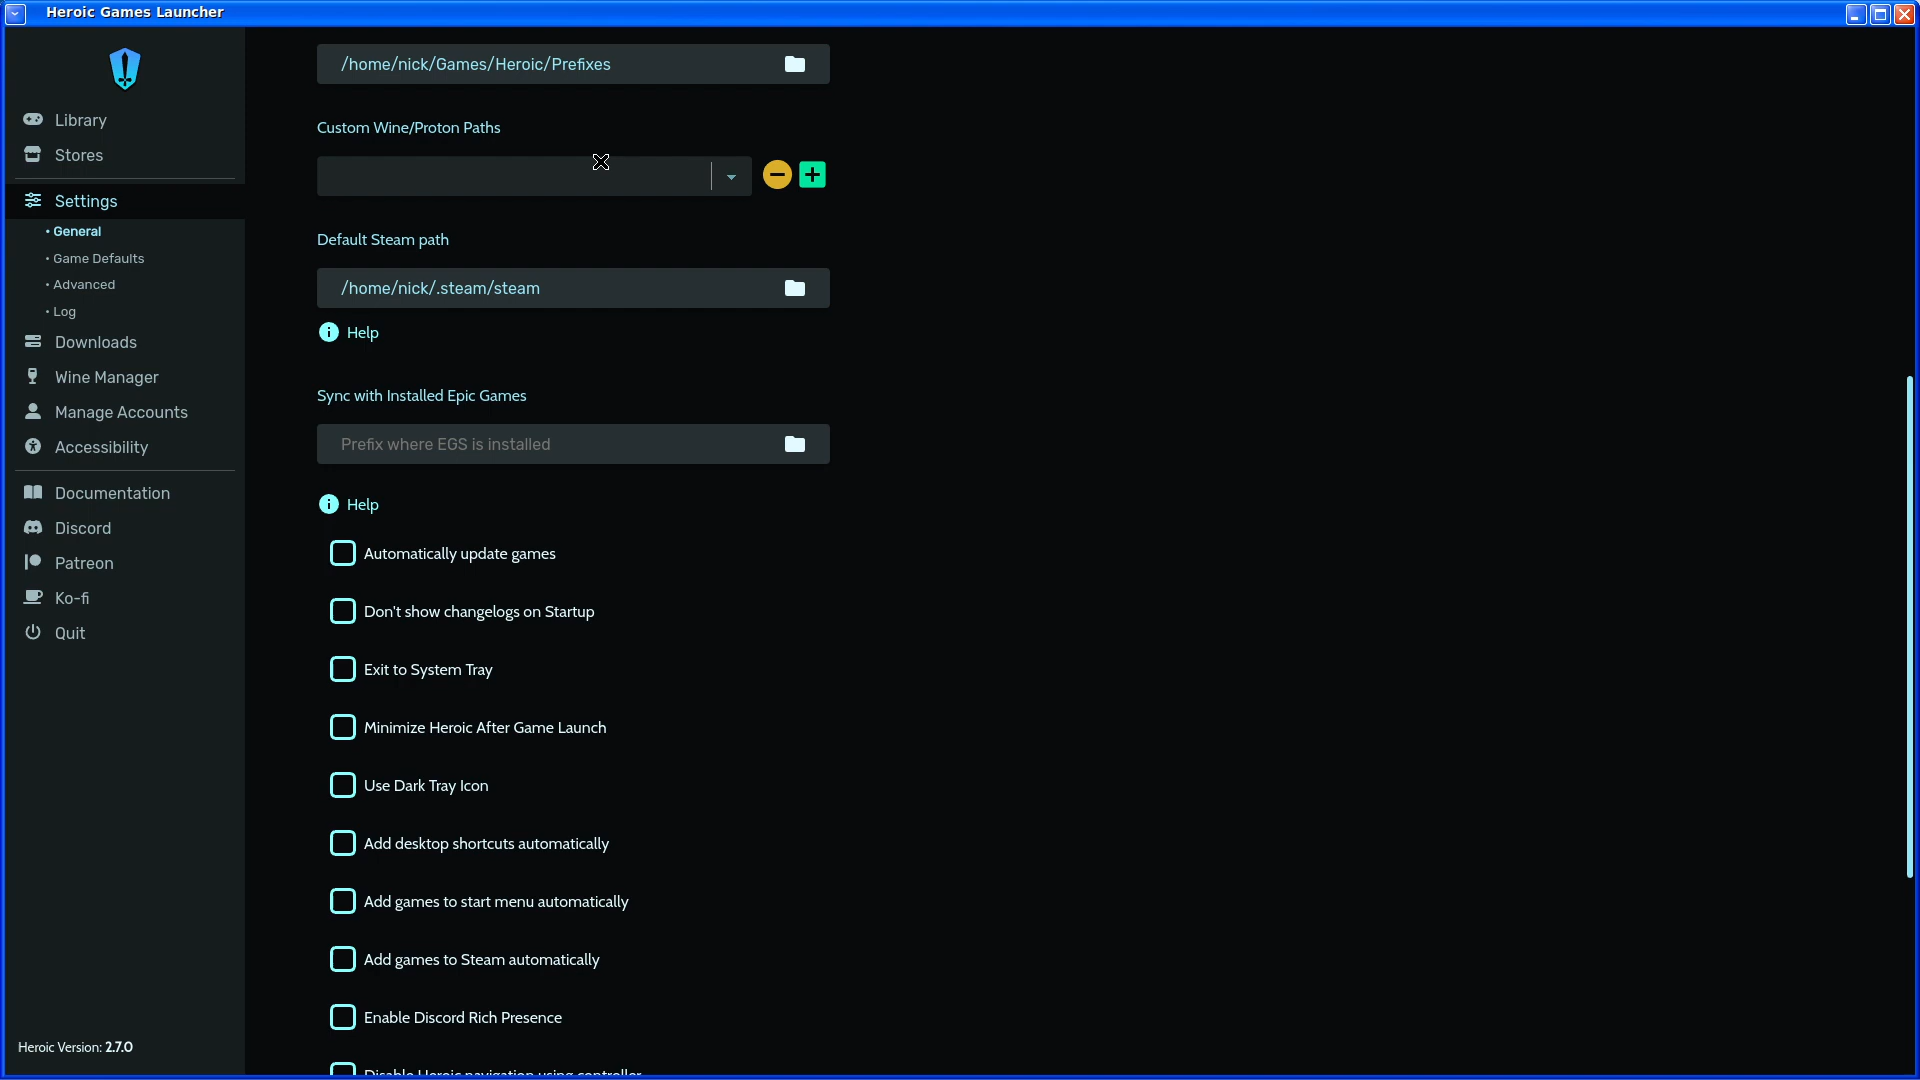 Heroic Games Launcher
Library
Stores
Settings
• General
• Game Defaults
• Advanced
• Log
Downloads
Wine Manager
Manage Accounts
Accessibility
Documentation
Discord
Patreon
Ko-fi
Quit
Heroic Version: 2.7.0
/home/nick/Games/Heroic/Prefixes
Custom Wine/Proton Paths
Default Steam path
/home/nick/.steam/steam
Help
Sync with Installed Epic Games
Prefix where EGS is installed
Help
Automatically update games
Don't show changelogs on Startup
Exit to System Tray
Minimize Heroic After Game Launch
Use Dark Tray Icon
Add desktop shortcuts automatically
Add games to start menu automatically
Add games to Steam automatically
Enable Discord Rich Presence
Disable Heroic navigation using controller